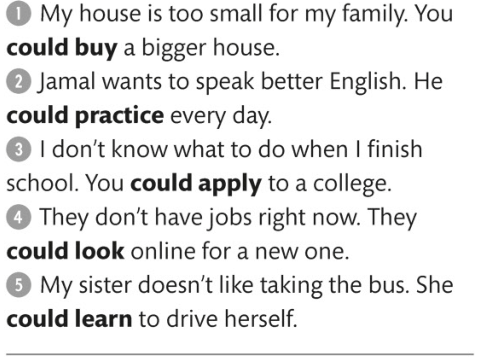 1 My house is too small for my family. You
could buy a bigger house.
2 Jamal wants to speak better English. He
could practice every day.
3 I don't know what to do when I finish
school. You could apply to a college.
4 They don't have jobs right now. They
could look online for a new one.
5 My sister doesn't like taking the bus. She
could learn to drive herself.